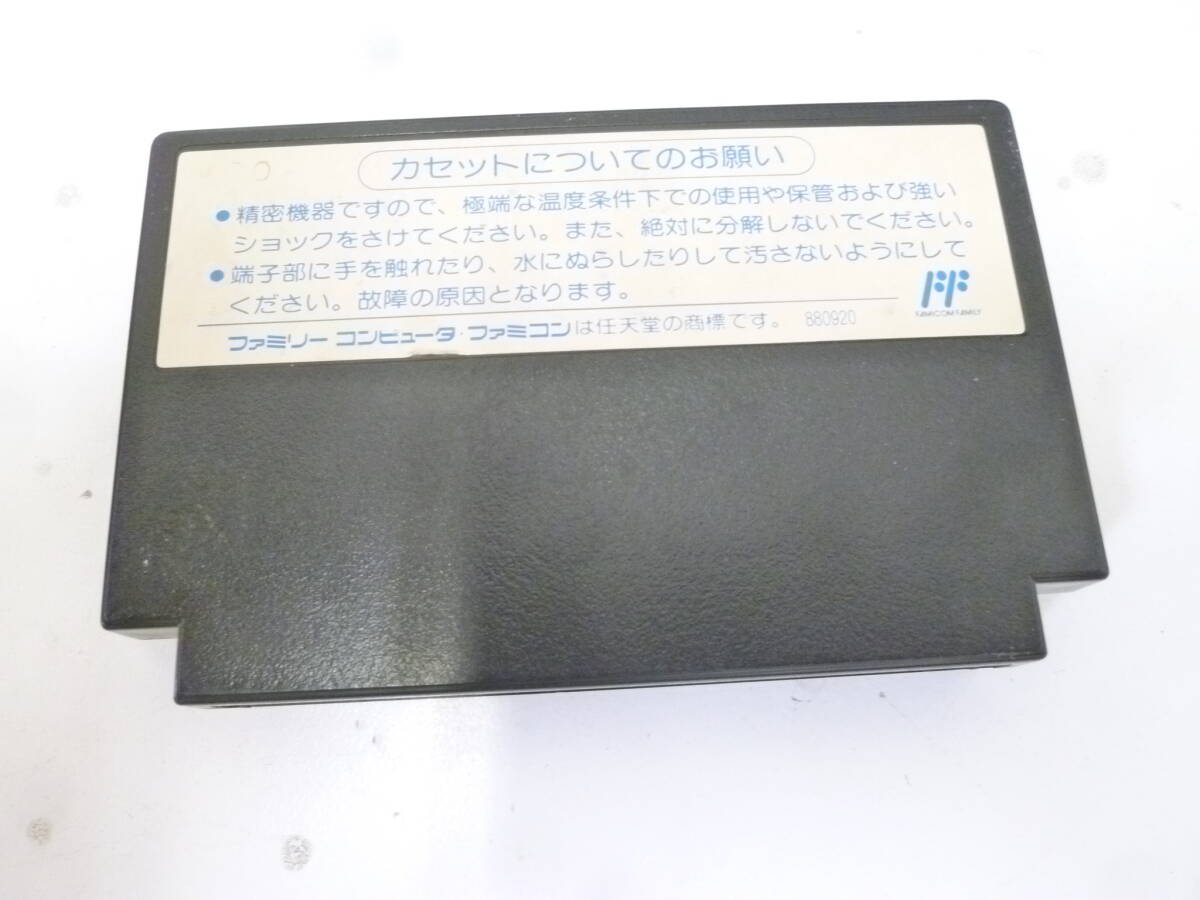 カセットについてのお願い
● 精密機器ですので、極端な温度条件下での使用や保管および強い
ショックをさけてください。また、絶対に分解しないでください。
● 端子部に手を触れたり、水にぬらしたりして汚さないようにして
ください。故障の原因となります。
FAMICOM FAMILY
ファミリー コンピュータ・ファミコンは任天堂の商標です。 880920